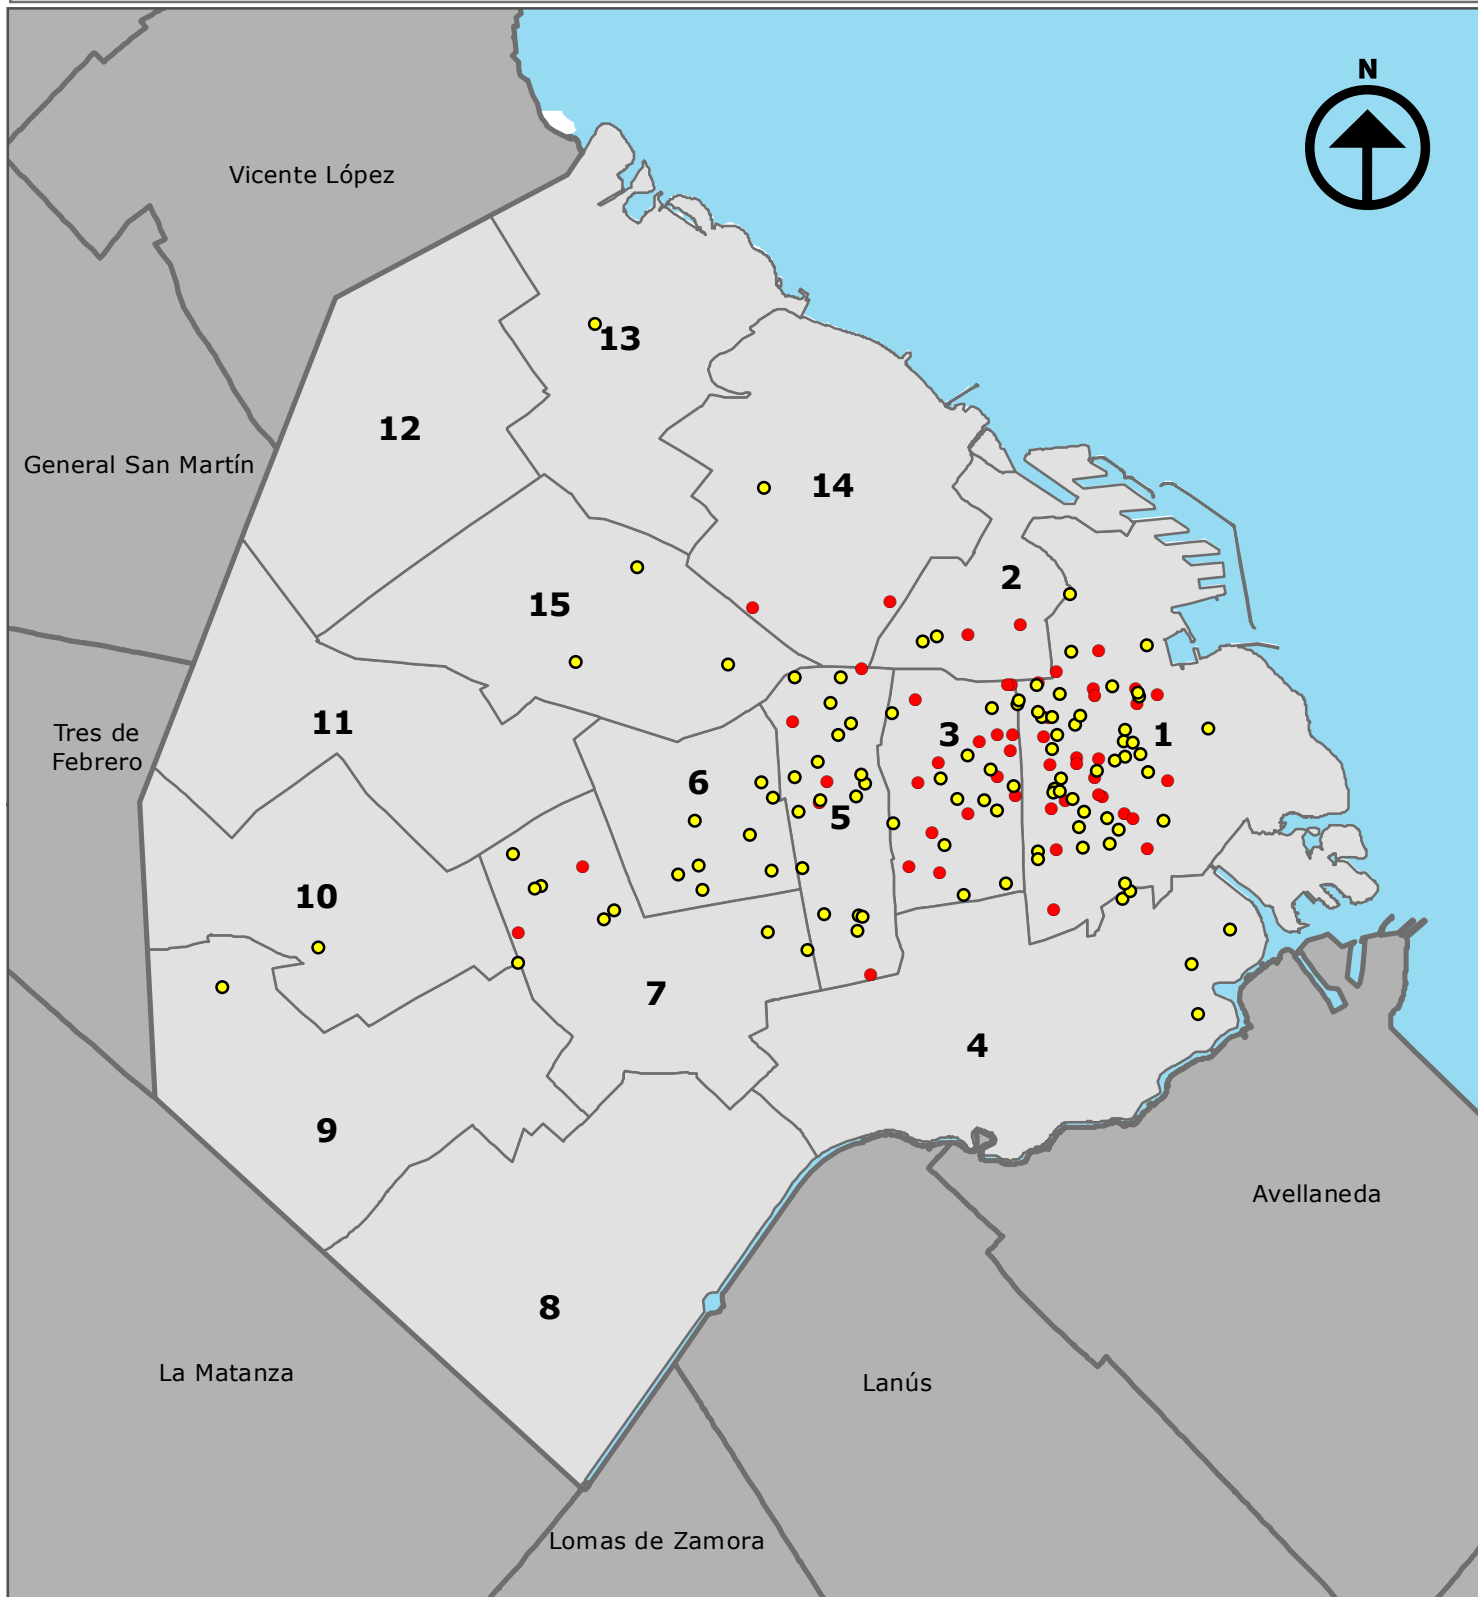 N
Vicente López
13
12
General San Martín
14
2
15
11
Tres de
Febrero
3
1
6
5
10
7
4
9
Avellaneda
8
La Matanza
Lanús
Lomas de Zamora